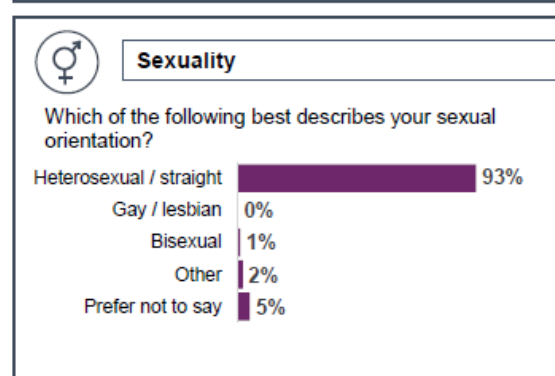 Sexuality
Which of the following best describes your sexual
orientation?
Heterosexual / straight 93%
Gay / lesbian 0%
Bisexual 1%
Other 2%
Prefer not to say 5%